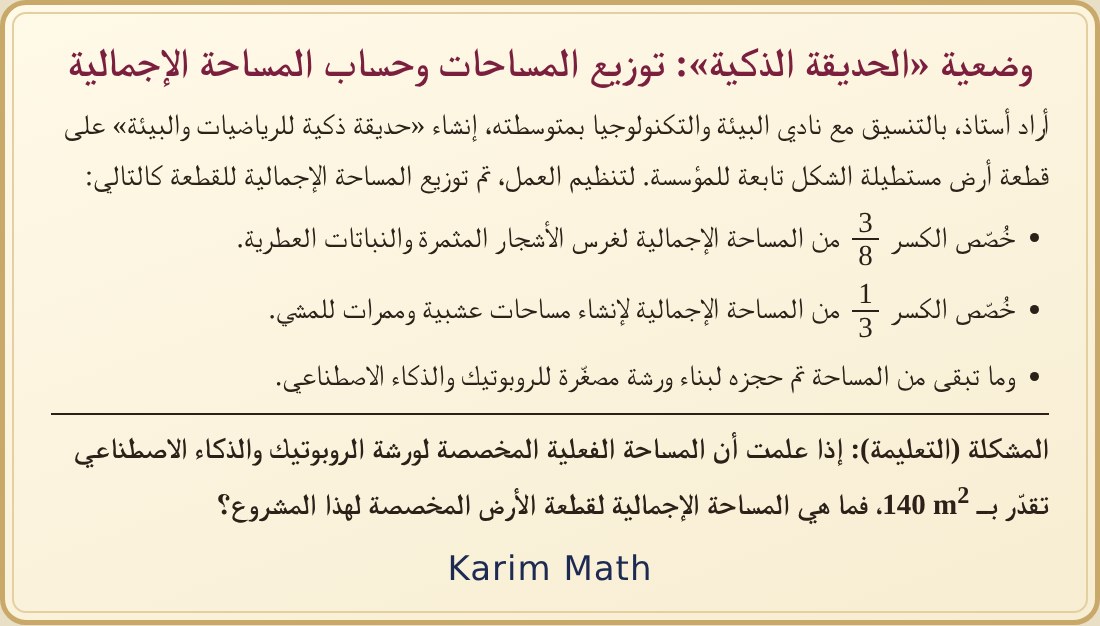 وضعية «الحديقة الذكية»: توزيع المساحات وحساب المساحة الإجمالية
أراد أستاذ، بالتنسيق مع نادي البيئة والتكنولوجيا بمتوسطته، إنشاء «حديقة ذكية للرياضيات والبيئة» على
قطعة أرض مستطيلة الشكل تابعة للمؤسسة. لتنظيم العمل، تم توزيع المساحة الإجمالية للقطعة كالتالي:
• خُصّص الكسر 3/8 من المساحة الإجمالية لغرس الأشجار المثمرة والنباتات العطرية.
• خُصّص الكسر 1/3 من المساحة الإجمالية لإنشاء مساحات عشبية وممرات للمشي.
• وما تبقى من المساحة تم حجزه لبناء ورشة مصغّرة للروبوتيك والذكاء الاصطناعي.
المشكلة (التعليمة): إذا علمت أن المساحة الفعلية المخصصة لورشة الروبوتيك والذكاء الاصطناعي
تقدّر بـ 140 m²، فما هي المساحة الإجمالية لقطعة الأرض المخصصة لهذا المشروع؟
Karim Math